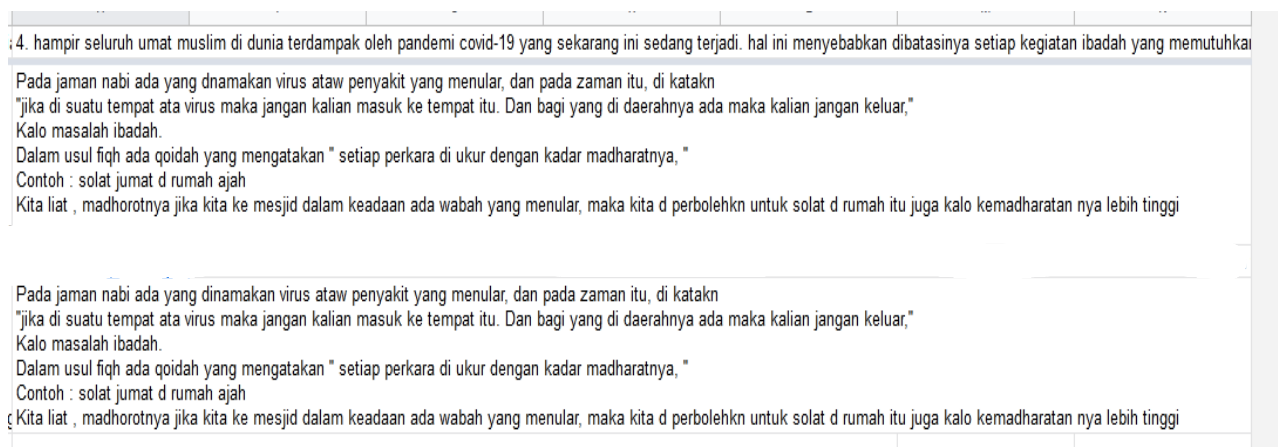 4. hampir seluruh umat muslim di dunia terdampak oleh pandemi covid-19 yang sekarang ini sedang terjadi. hal ini menyebabkan dibatasinya setiap kegiatan ibadah yang memutuhkan
Pada jaman nabi ada yang dnamakan virus ataw penyakit yang menular, dan pada zaman itu, di katakn
"jika di suatu tempat ata virus maka jangan kalian masuk ke tempat itu. Dan bagi yang di daerahnya ada maka kalian jangan keluar,"
Kalo masalah ibadah.
Dalam usul fiqh ada qoidah yang mengatakan " setiap perkara di ukur dengan kadar madharatnya, "
Contoh : solat jumat d rumah ajah
Kita liat , madhorotnya jika kita ke mesjid dalam keadaan ada wabah yang menular, maka kita d perbolehkn untuk solat d rumah itu juga kalo kemadharatan nya lebih tinggi
Pada jaman nabi ada yang dinamakan virus ataw penyakit yang menular, dan pada zaman itu, di katakn
"jika di suatu tempat ata virus maka jangan kalian masuk ke tempat itu. Dan bagi yang di daerahnya ada maka kalian jangan keluar,"
Kalo masalah ibadah.
Dalam usul fiqh ada qoidah yang mengatakan " setiap perkara di ukur dengan kadar madharatnya, "
Contoh : solat jumat d rumah ajah
Kita liat , madhorotnya jika kita ke mesjid dalam keadaan ada wabah yang menular, maka kita d perbolehkn untuk solat d rumah itu juga kalo kemadharatan nya lebih tinggi